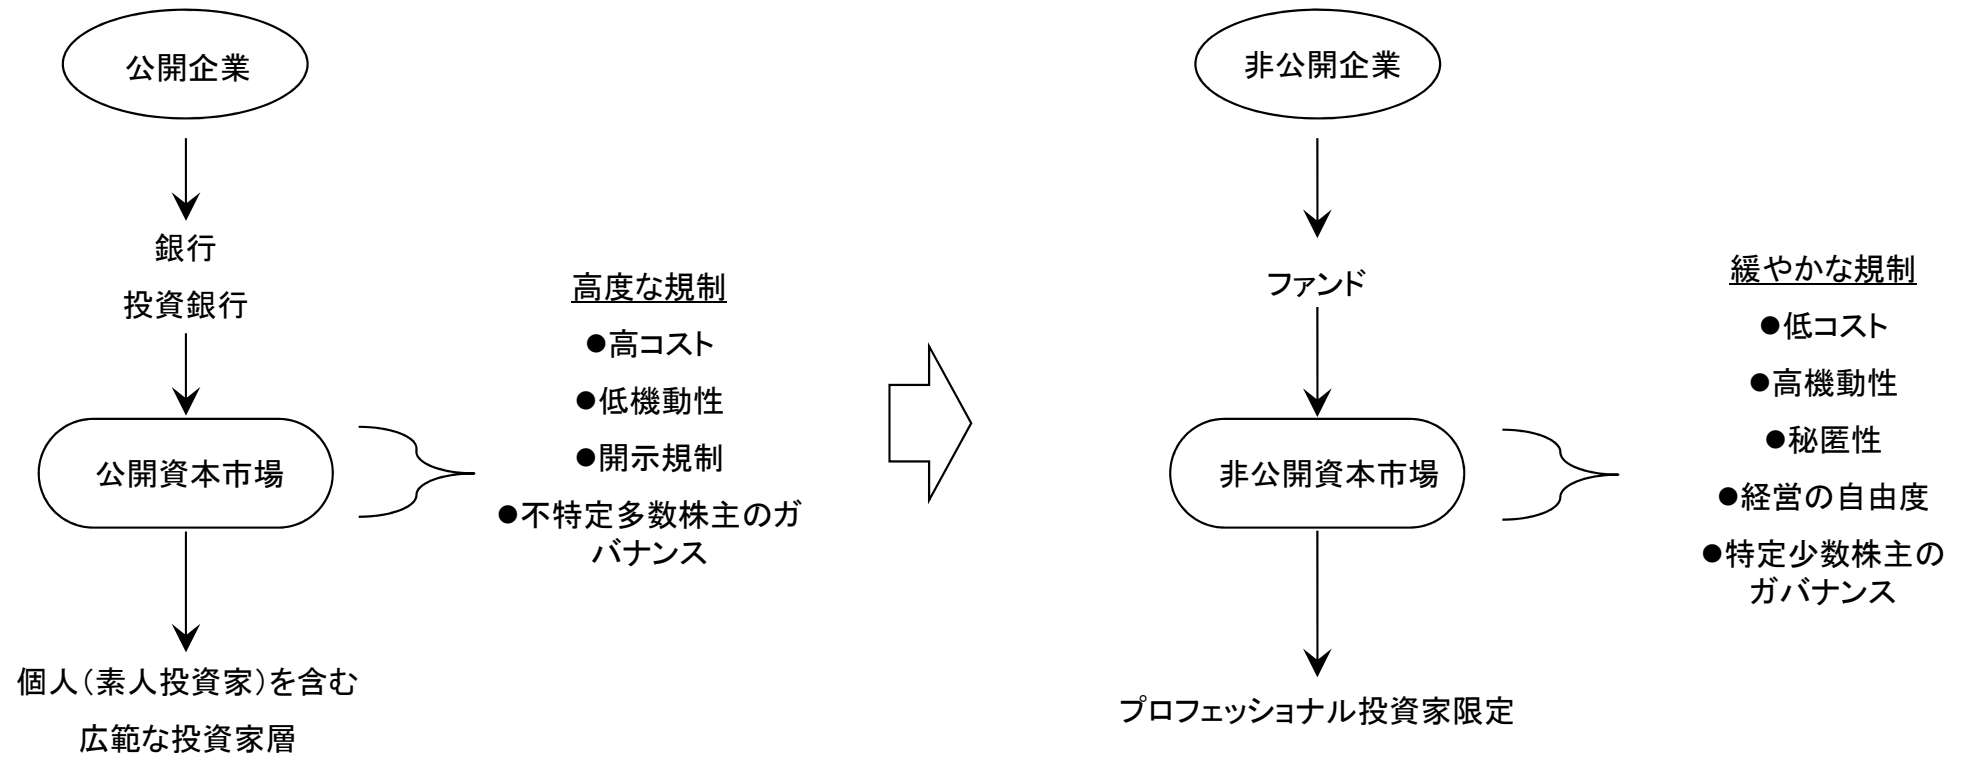 公開企業
銀行
投資銀行
公開資本市場
個人(素人投資家)を含む
広範な投資家層
高度な規制
●高コスト
●低機動性
●開示規制
●不特定多数株主のガ
バナンス
非公開企業
ファンド
非公開資本市場
プロフェッショナル投資家限定
緩やかな規制
●低コスト
●高機動性
●秘匿性
●経営の自由度
●特定少数株主の
ガバナンス